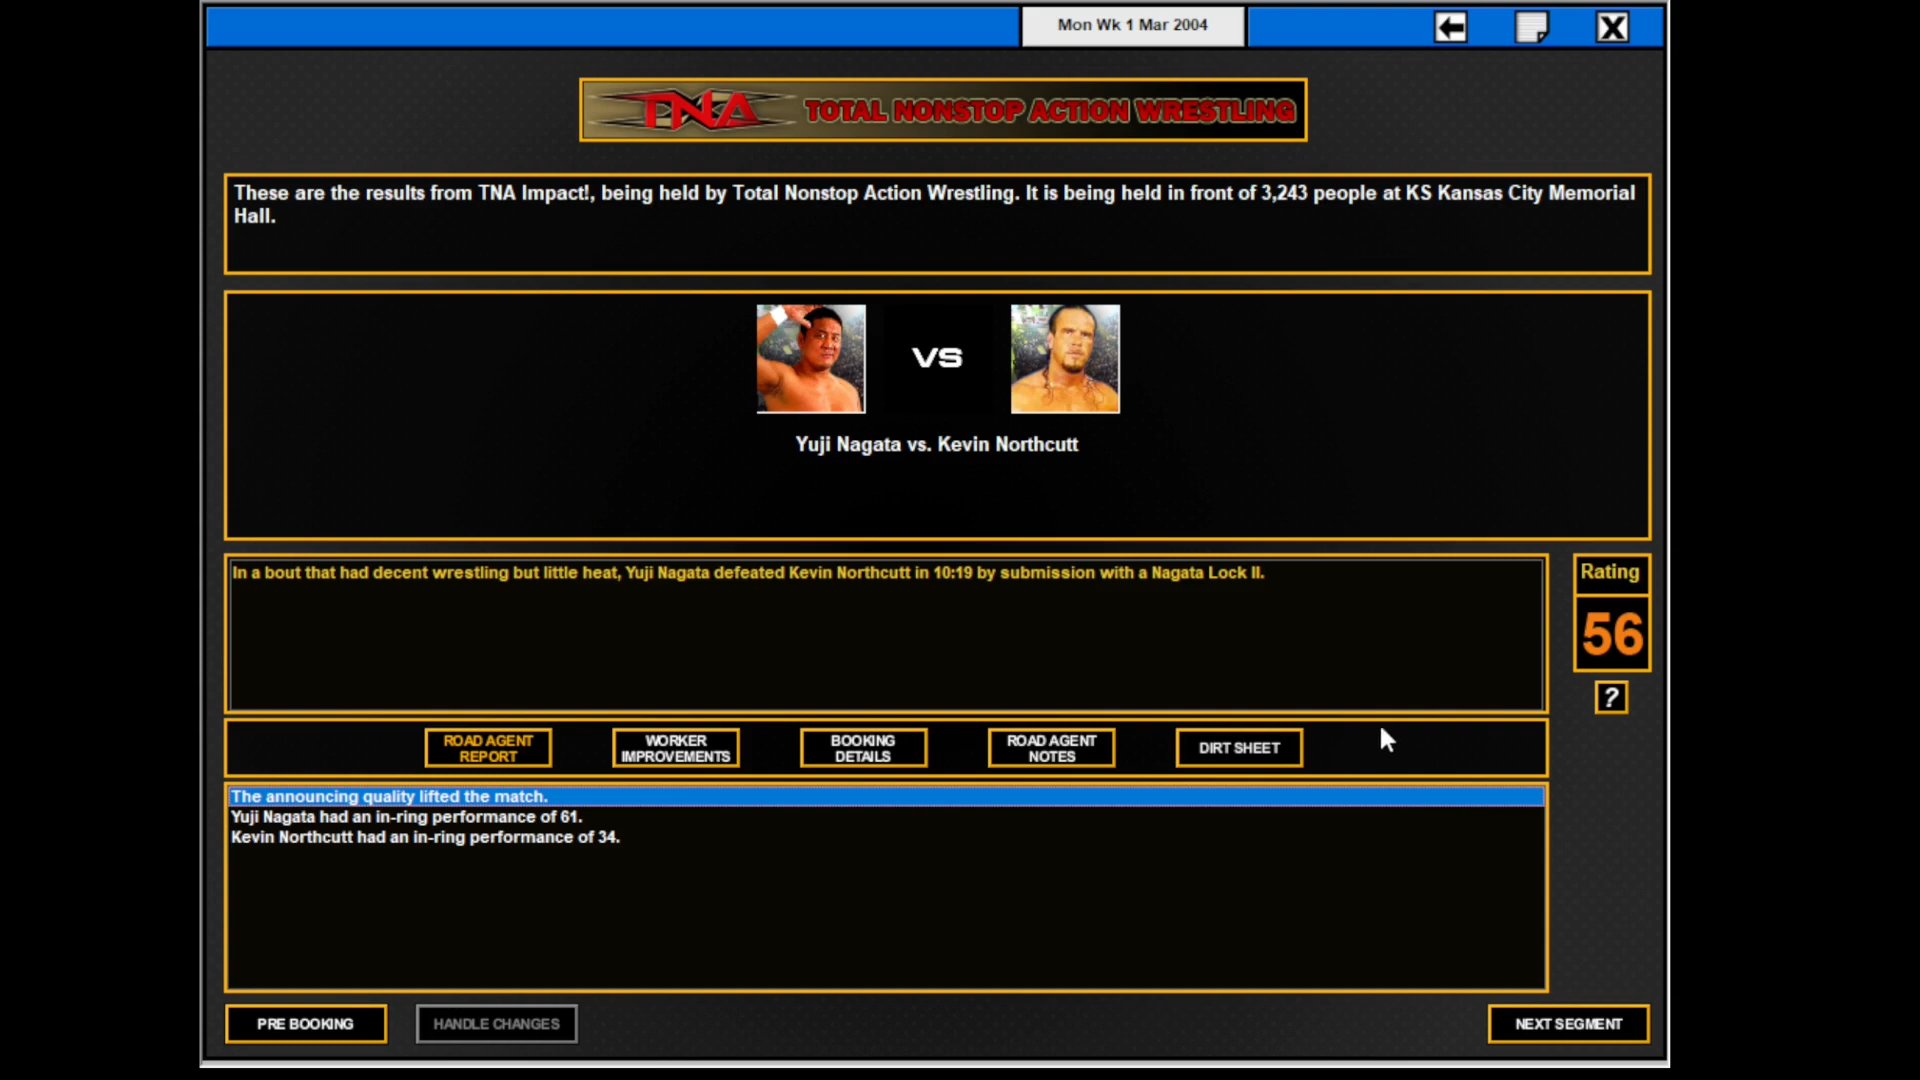 Mon Wk 1 Mar 2004
TNA TOTAL NONSTOP ACTION WRESTLING
These are the results from TNA Impact!, being held by Total Nonstop Action Wrestling. It is being held in front of 3,243 people at KS Kansas City Memorial
Hall.
VS
Yuji Nagata vs. Kevin Northcutt
In a bout that had decent wrestling but little heat, Yuji Nagata defeated Kevin Northcutt in 10:19 by submission with a Nagata Lock II.
Rating
56
?
ROAD AGENT
REPORT
WORKER
IMPROVEMENTS
BOOKING
DETAILS
ROAD AGENT
NOTES
DIRT SHEET
The announcing quality lifted the match.
Yuji Nagata had an in-ring performance of 61.
Kevin Northcutt had an in-ring performance of 34.
PRE BOOKING
HANDLE CHANGES
NEXT SEGMENT